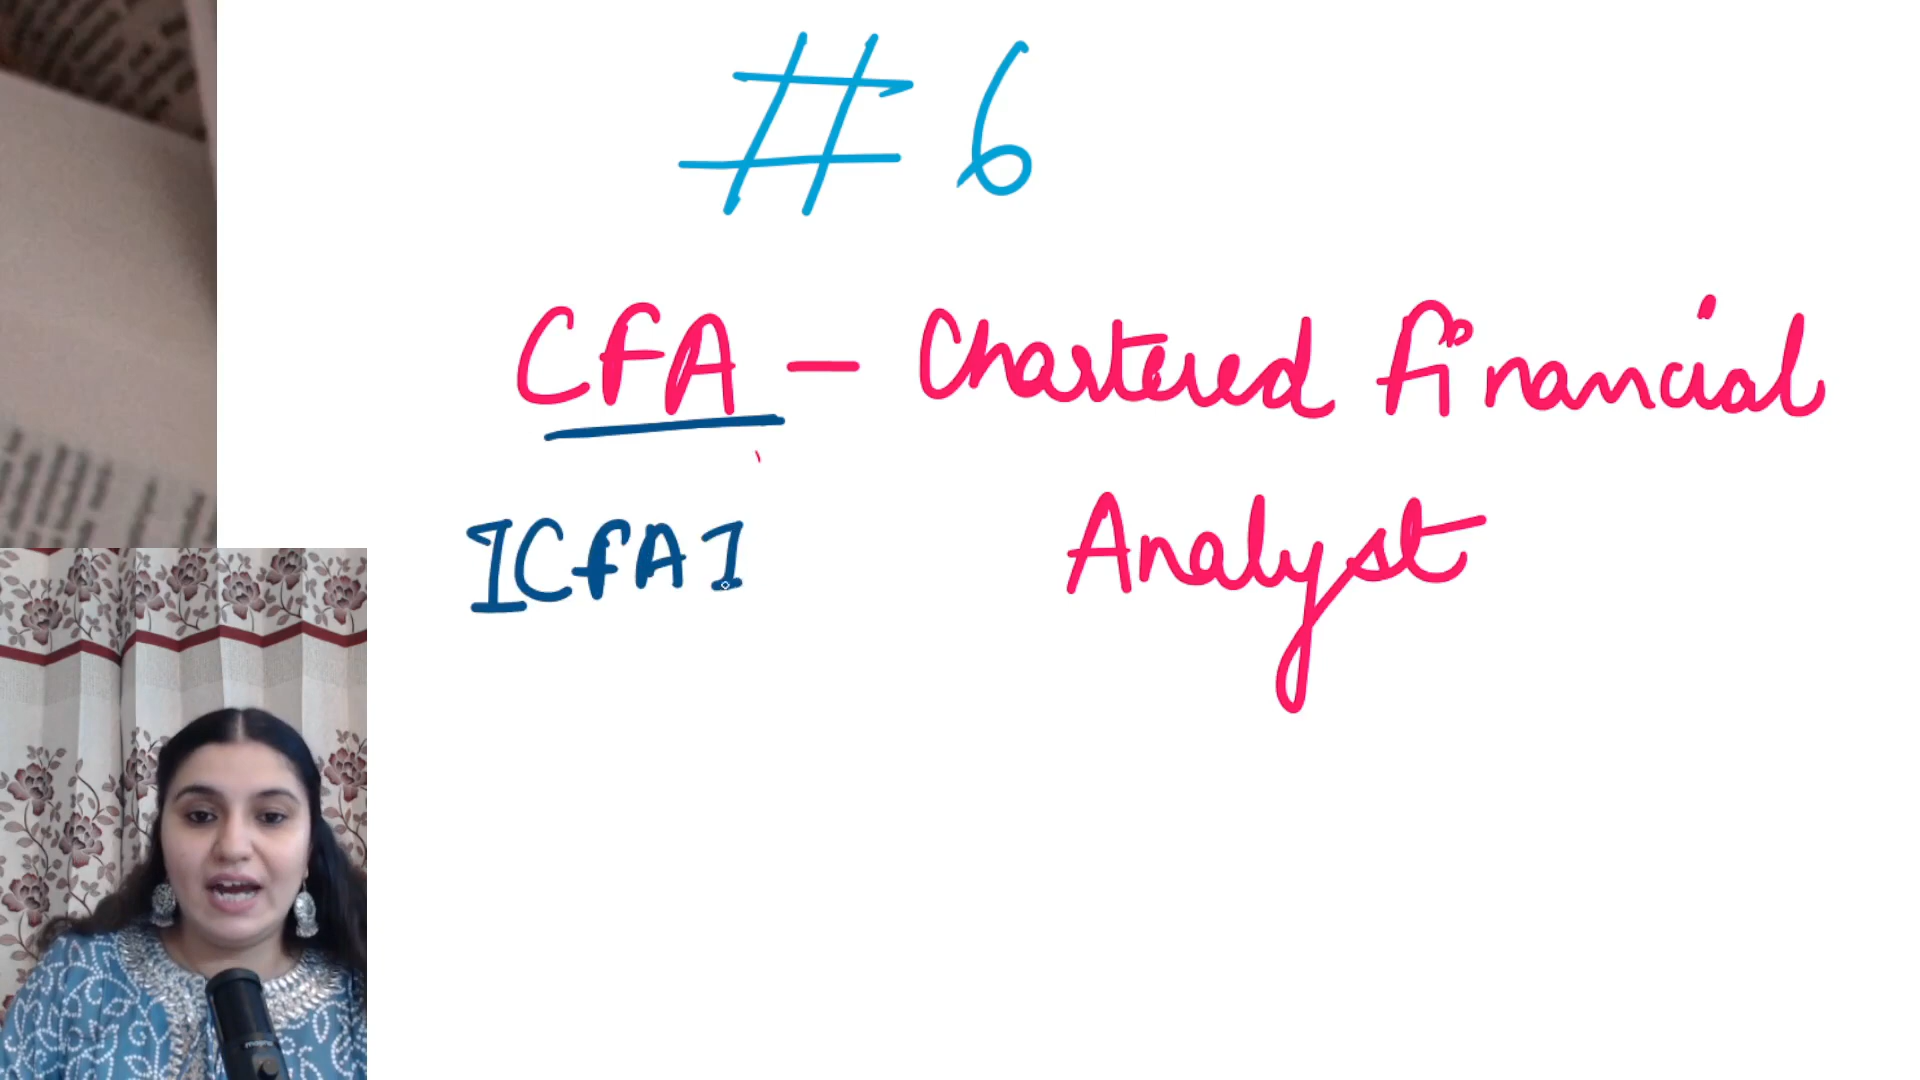 #6
CFA - Chartered Financial
Analyst
ICFAI